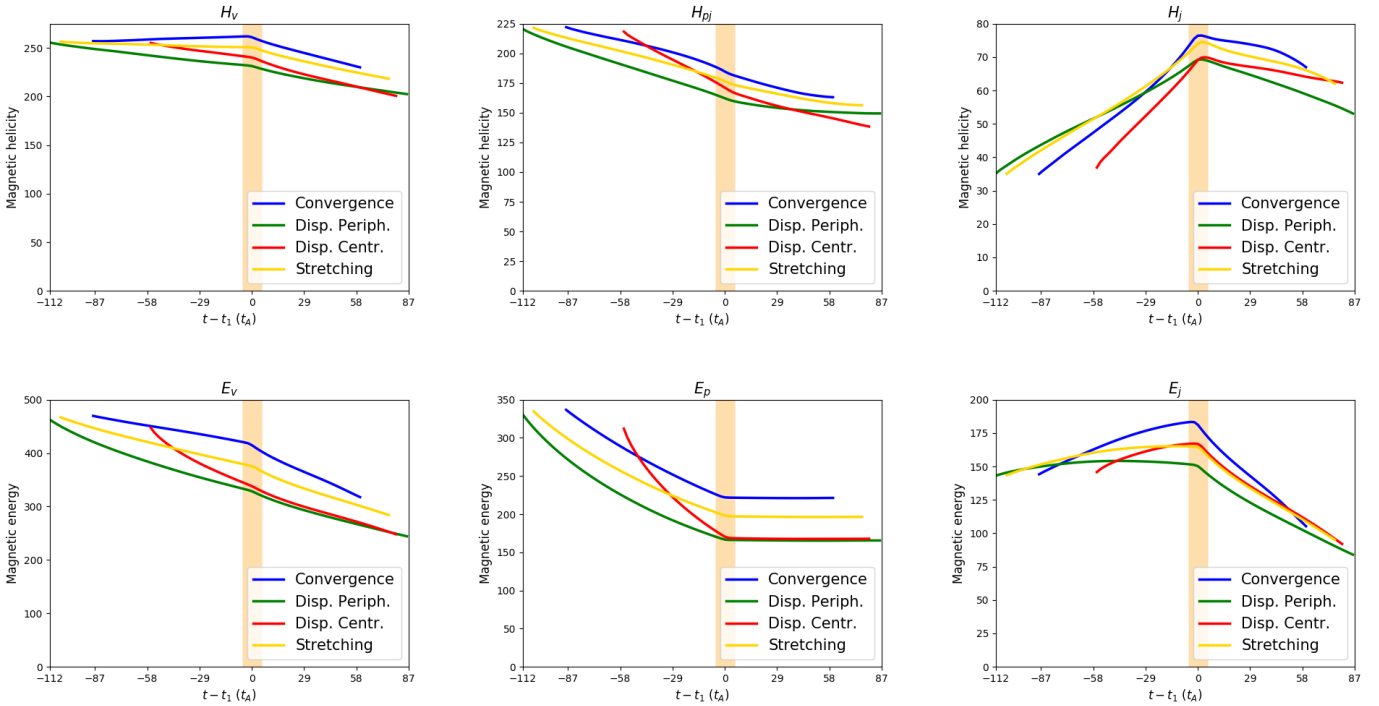 H_v
Magnetic helicity
250
200
150
100
50
0
Convergence
Disp. Periph.
Disp. Centr.
Stretching
−112 −87 −58 −29 0 29 58 87
t − t_1 (t_A)
H_pj
Magnetic helicity
225
200
175
150
125
100
75
50
25
0
Convergence
Disp. Periph.
Disp. Centr.
Stretching
−112 −87 −58 −29 0 29 58 87
t − t_1 (t_A)
H_j
Magnetic helicity
80
70
60
50
40
30
20
10
0
Convergence
Disp. Periph.
Disp. Centr.
Stretching
−112 −87 −58 −29 0 29 58 87
t − t_1 (t_A)
E_v
Magnetic energy
500
400
300
200
100
0
Convergence
Disp. Periph.
Disp. Centr.
Stretching
−112 −87 −58 −29 0 29 58 87
t − t_1 (t_A)
E_p
Magnetic energy
350
300
250
200
150
100
50
0
Convergence
Disp. Periph.
Disp. Centr.
Stretching
−112 −87 −58 −29 0 29 58 87
t − t_1 (t_A)
E_j
Magnetic energy
200
175
150
125
100
75
50
25
0
Convergence
Disp. Periph.
Disp. Centr.
Stretching
−112 −87 −58 −29 0 29 58 87
t − t_1 (t_A)